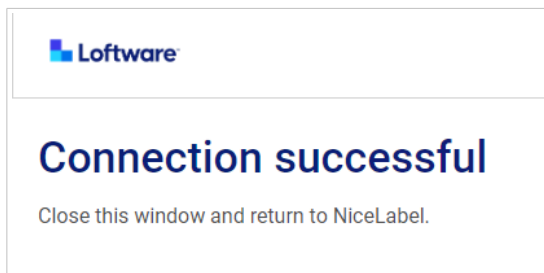 Loftware
Connection successful
Close this window and return to NiceLabel.